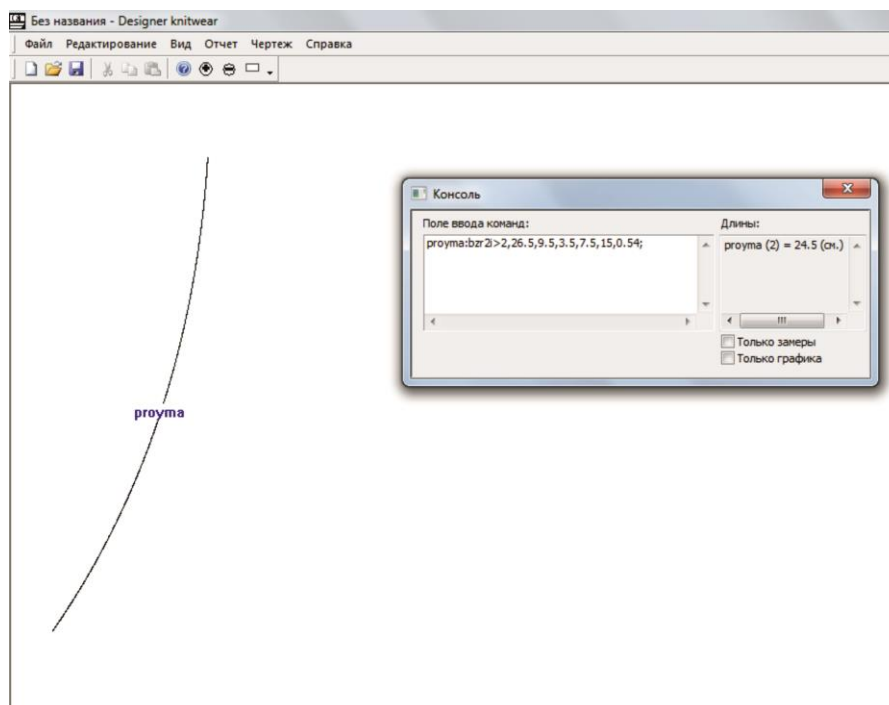 Без названия - Designer knitwear
Файл Редактирование Вид Отчет Чертеж Справка
Консоль
Поле ввода команд:
Длины:
proyma:bzr2i>2,26.5,9.5,3.5,7.5,15,0.54;
proyma (2) = 24.5 (см.)
Только замеры
Только графика
proyma